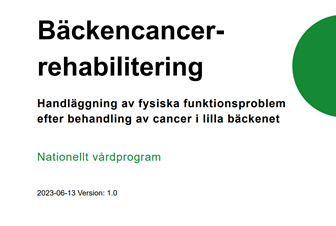 Bäckencancer-
rehabilitering
Handläggning av fysiska funktionsproblem
efter behandling av cancer i lilla bäckenet
Nationellt vårdprogram
2023-06-13 Version: 1.0